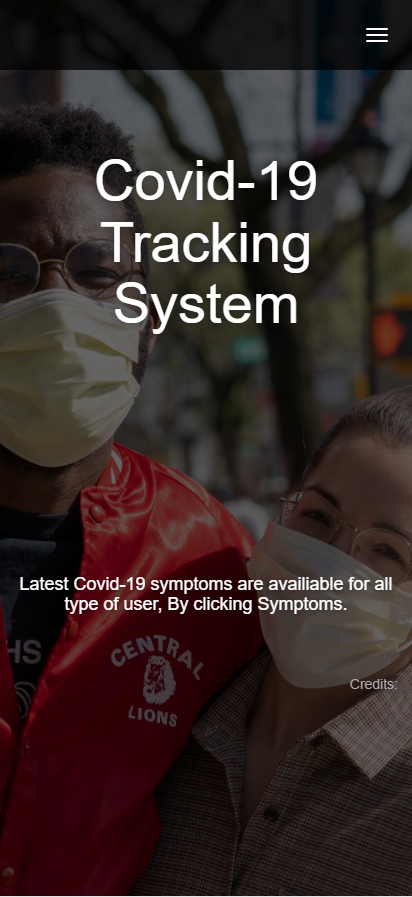 Covid-19
Tracking
System
Latest Covid-19 symptoms are availiable for all
type of user, By clicking Symptoms.
HS
CENTRAL
LIONS
Credits: